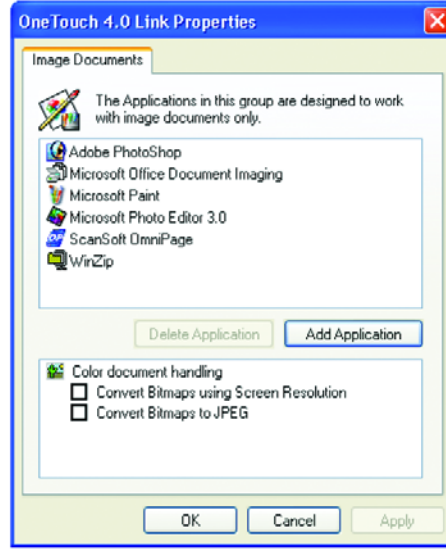 OneTouch 4.0 Link Properties
Image Documents
The Applications in this group are designed to work
with image documents only.
Adobe PhotoShop
Microsoft Office Document Imaging
Microsoft Paint
Microsoft Photo Editor 3.0
ScanSoft OmniPage
WinZip
Delete Application
Add Application
Color document handling
Convert Bitmaps using Screen Resolution
Convert Bitmaps to JPEG
OK
Cancel
Apply